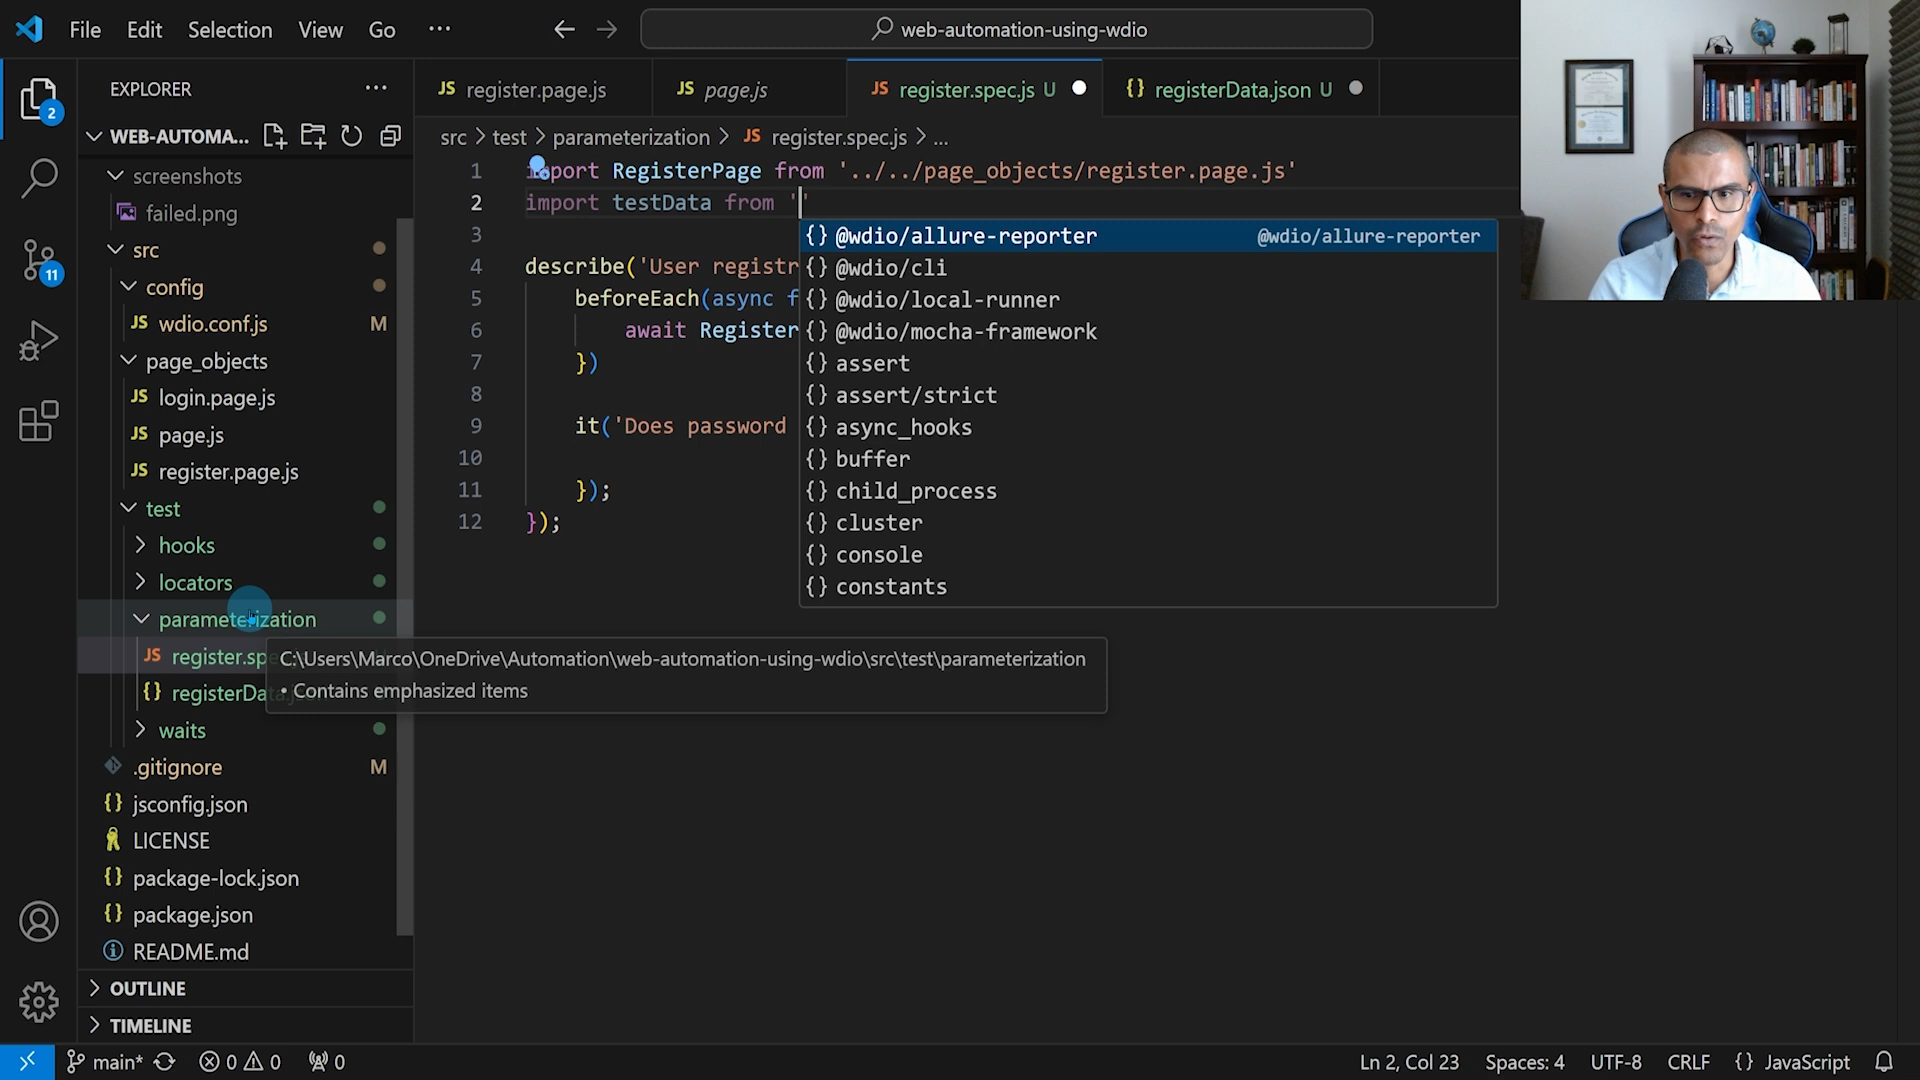 File Edit Selection View Go ··· web-automation-using-wdio
EXPLORER ···
2
WEB-AUTOMA...
screenshots
failed.png
src
config
JS wdio.conf.js M
page_objects
JS login.page.js
JS page.js
JS register.page.js
test
hooks
locators
parameterization
JS register.sp
{} registerDa
waits
.gitignore M
{} jsconfig.json
LICENSE
{} package-lock.json
{} package.json
README.md
OUTLINE
TIMELINE
11
JS register.page.js
JS page.js
JS register.spec.js U
{} registerData.json U
src > test > parameterization > JS register.spec.js > ...
1 import RegisterPage from '../../page_objects/register.page.js'
2 import testData from ''
3
4 describe('User registr
5 beforeEach(async f
6 await Register
7 })
8
9 it('Does password
10
11 });
12 });
{} @wdio/allure-reporter @wdio/allure-reporter
{} @wdio/cli
{} @wdio/local-runner
{} @wdio/mocha-framework
{} assert
{} assert/strict
{} async_hooks
{} buffer
{} child_process
{} cluster
{} console
{} constants
C:\Users\Marco\OneDrive\Automation\web-automation-using-wdio\src\test\parameterization
• Contains emphasized items
main* 0 0 0 Ln 2, Col 23 Spaces: 4 UTF-8 CRLF {} JavaScript